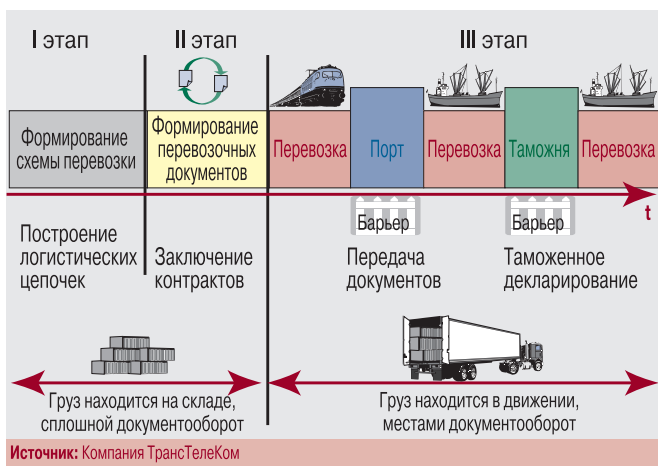 I этап
II этап
III этап
Формирование
схемы перевозки
Формирование
перевозочных
документов
Перевозка
Порт
Перевозка
Таможня
Перевозка
t
Барьер
Барьер
Построение
логистических
цепочек
Заключение
контрактов
Передача
документов
Таможенное
декларирование
Груз находится на складе,
сплошной документооборот
Груз находится в движении,
местами документооборот
Источник: Компания ТрансТелеКом